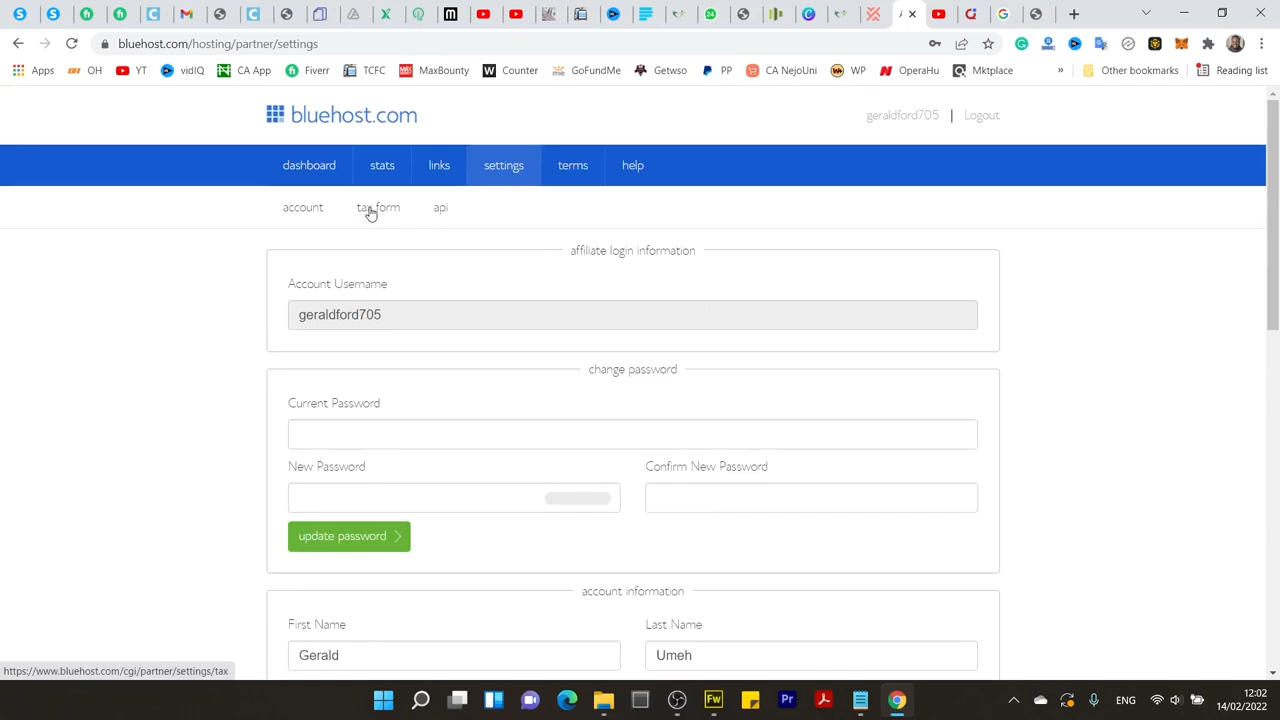 bluehost.com/hosting/partner/settings
Apps OH YT vidIQ CA App Fiverr TCFC MaxBounty Counter GoFundMe Getwso PP CA NejoUni WP OperaHu Mktplace » Other bookmarks Reading list
bluehost.com
geraldford705 | Logout
dashboard stats links settings terms help
account tax form api
affiliate login information
Account Username
geraldford705
change password
Current Password
New Password Confirm New Password
update password
account information
First Name Last Name
Gerald Umeh
https://www.bluehost.com/cgi/partner/settings/tax
ENG
12:02
14/02/2022